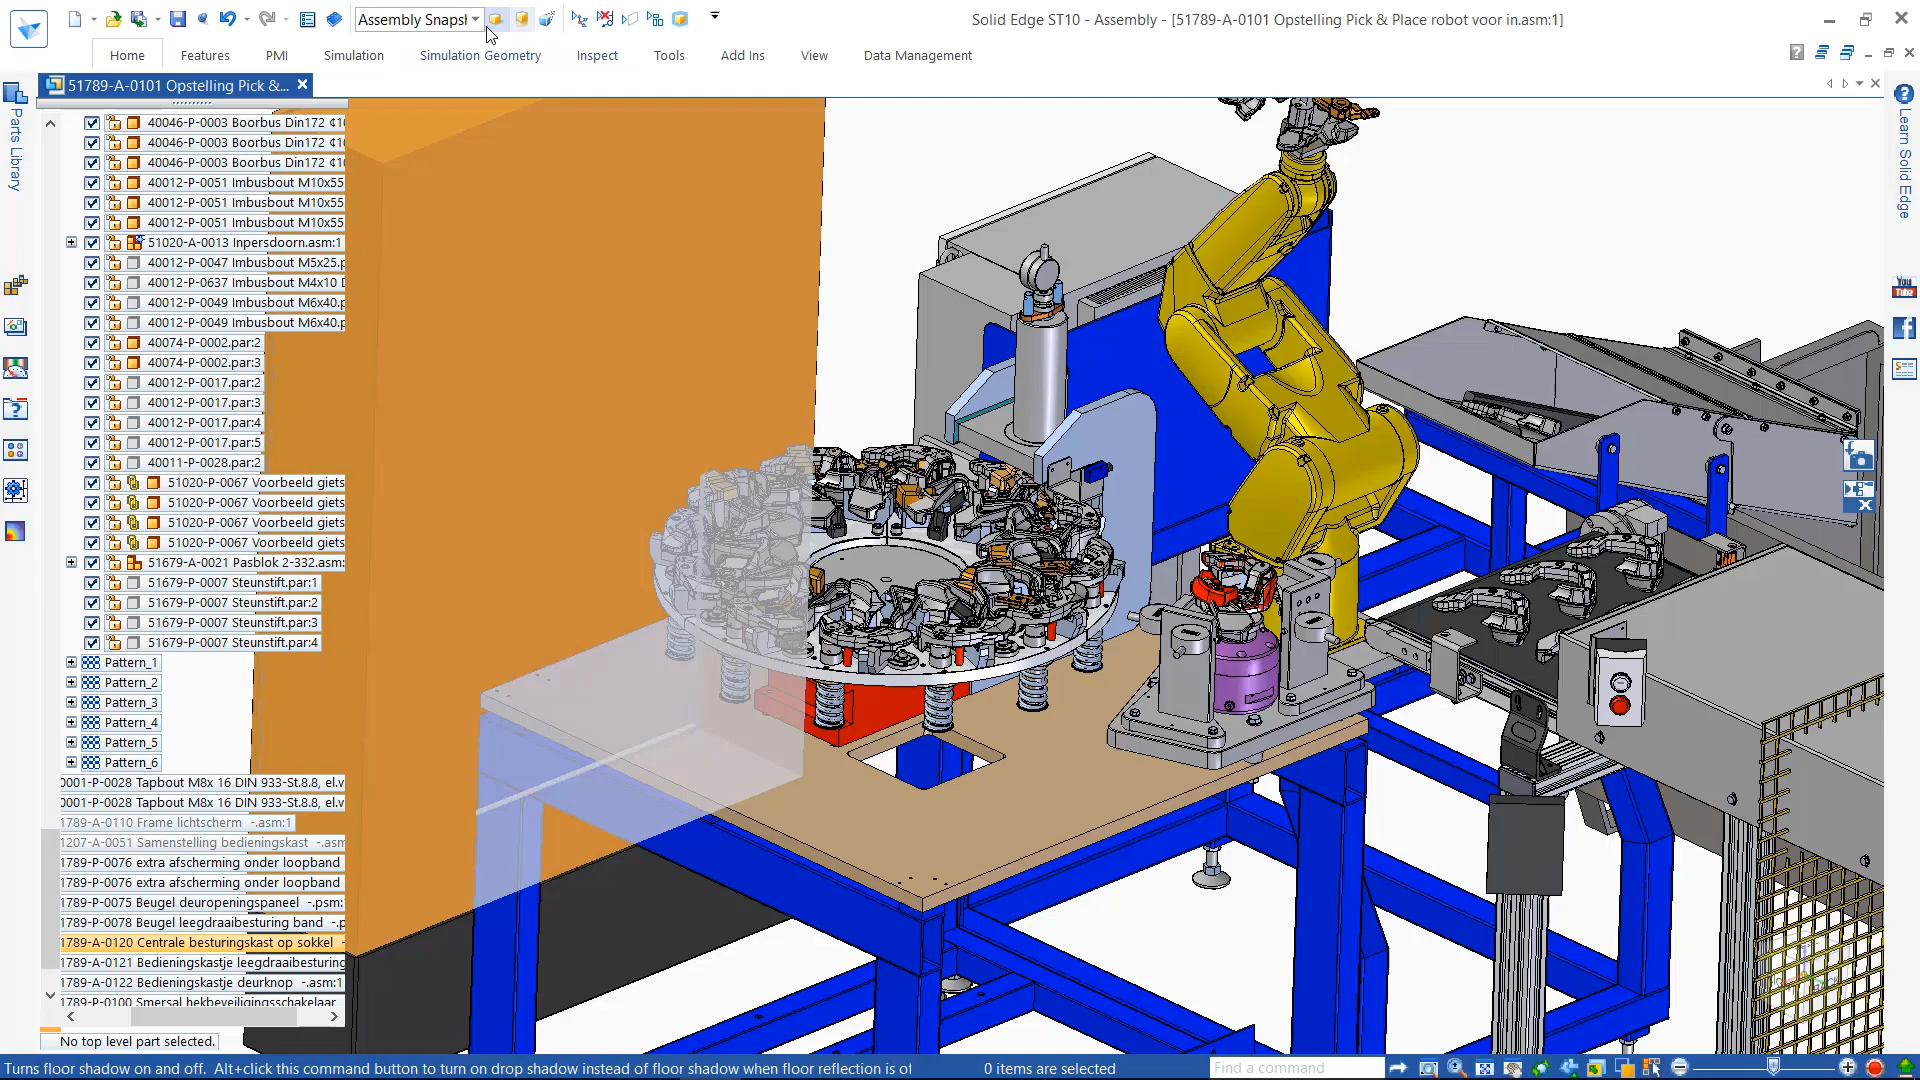 Assembly Snapsh
Solid Edge ST10 - Assembly - [51789-A-0101 Opstelling Pick & Place robot voor in.asm:1]
Home
Features
PMI
Simulation
Simulation Geometry
Inspect
Tools
Add Ins
View
Data Management
51789-A-0101 Opstelling Pick &...
Parts Library
Learn Solid Edge
You
Tube
40046-P-0003 Boorbus Din172 ¢1
40046-P-0003 Boorbus Din172 ¢1
40046-P-0003 Boorbus Din172 ¢1
40012-P-0051 Imbusbout M10x55
40012-P-0051 Imbusbout M10x55
40012-P-0051 Imbusbout M10x55
51020-A-0013 Inpersdoorn.asm:1
40012-P-0047 Imbusbout M5x25.p
40012-P-0637 Imbusbout M4x10 D
40012-P-0049 Imbusbout M6x40.p
40012-P-0049 Imbusbout M6x40.p
40074-P-0002.par:2
40074-P-0002.par:3
40012-P-0017.par:2
40012-P-0017.par:3
40012-P-0017.par:4
40012-P-0017.par:5
40011-P-0028.par:2
51020-P-0067 Voorbeeld giets
51020-P-0067 Voorbeeld giets
51020-P-0067 Voorbeeld giets
51020-P-0067 Voorbeeld giets
51679-A-0021 Pasblok 2-332.asm:
51679-P-0007 Steunstift.par:1
51679-P-0007 Steunstift.par:2
51679-P-0007 Steunstift.par:3
51679-P-0007 Steunstift.par:4
Pattern_1
Pattern_2
Pattern_3
Pattern_4
Pattern_5
Pattern_6
0001-P-0028 Tapbout M8x 16 DIN 933-St.8.8, el.v
0001-P-0028 Tapbout M8x 16 DIN 933-St.8.8, el.v
1789-A-0110 Frame lichtscherm -.asm:1
1207-A-0051 Samenstelling bedieningskast -.asm
1789-P-0076 extra afscherming onder loopband
1789-P-0076 extra afscherming onder loopband
1789-P-0075 Beugel deuropeningspaneel -.psm:
1789-P-0078 Beugel leegdraaibesturing band -.p
1789-A-0120 Centrale besturingskast op sokkel -
1789-A-0121 Bedieningskastje leegdraaibesturing
1789-A-0122 Bedieningskastje deurknop -.asm:1
1789-P-0100 Smersal hekbeveiligingsschakelaar
No top level part selected.
Turns floor shadow on and off. Alt+click this command button to turn on drop shadow instead of floor shadow when floor reflection is of
0 items are selected
Find a command